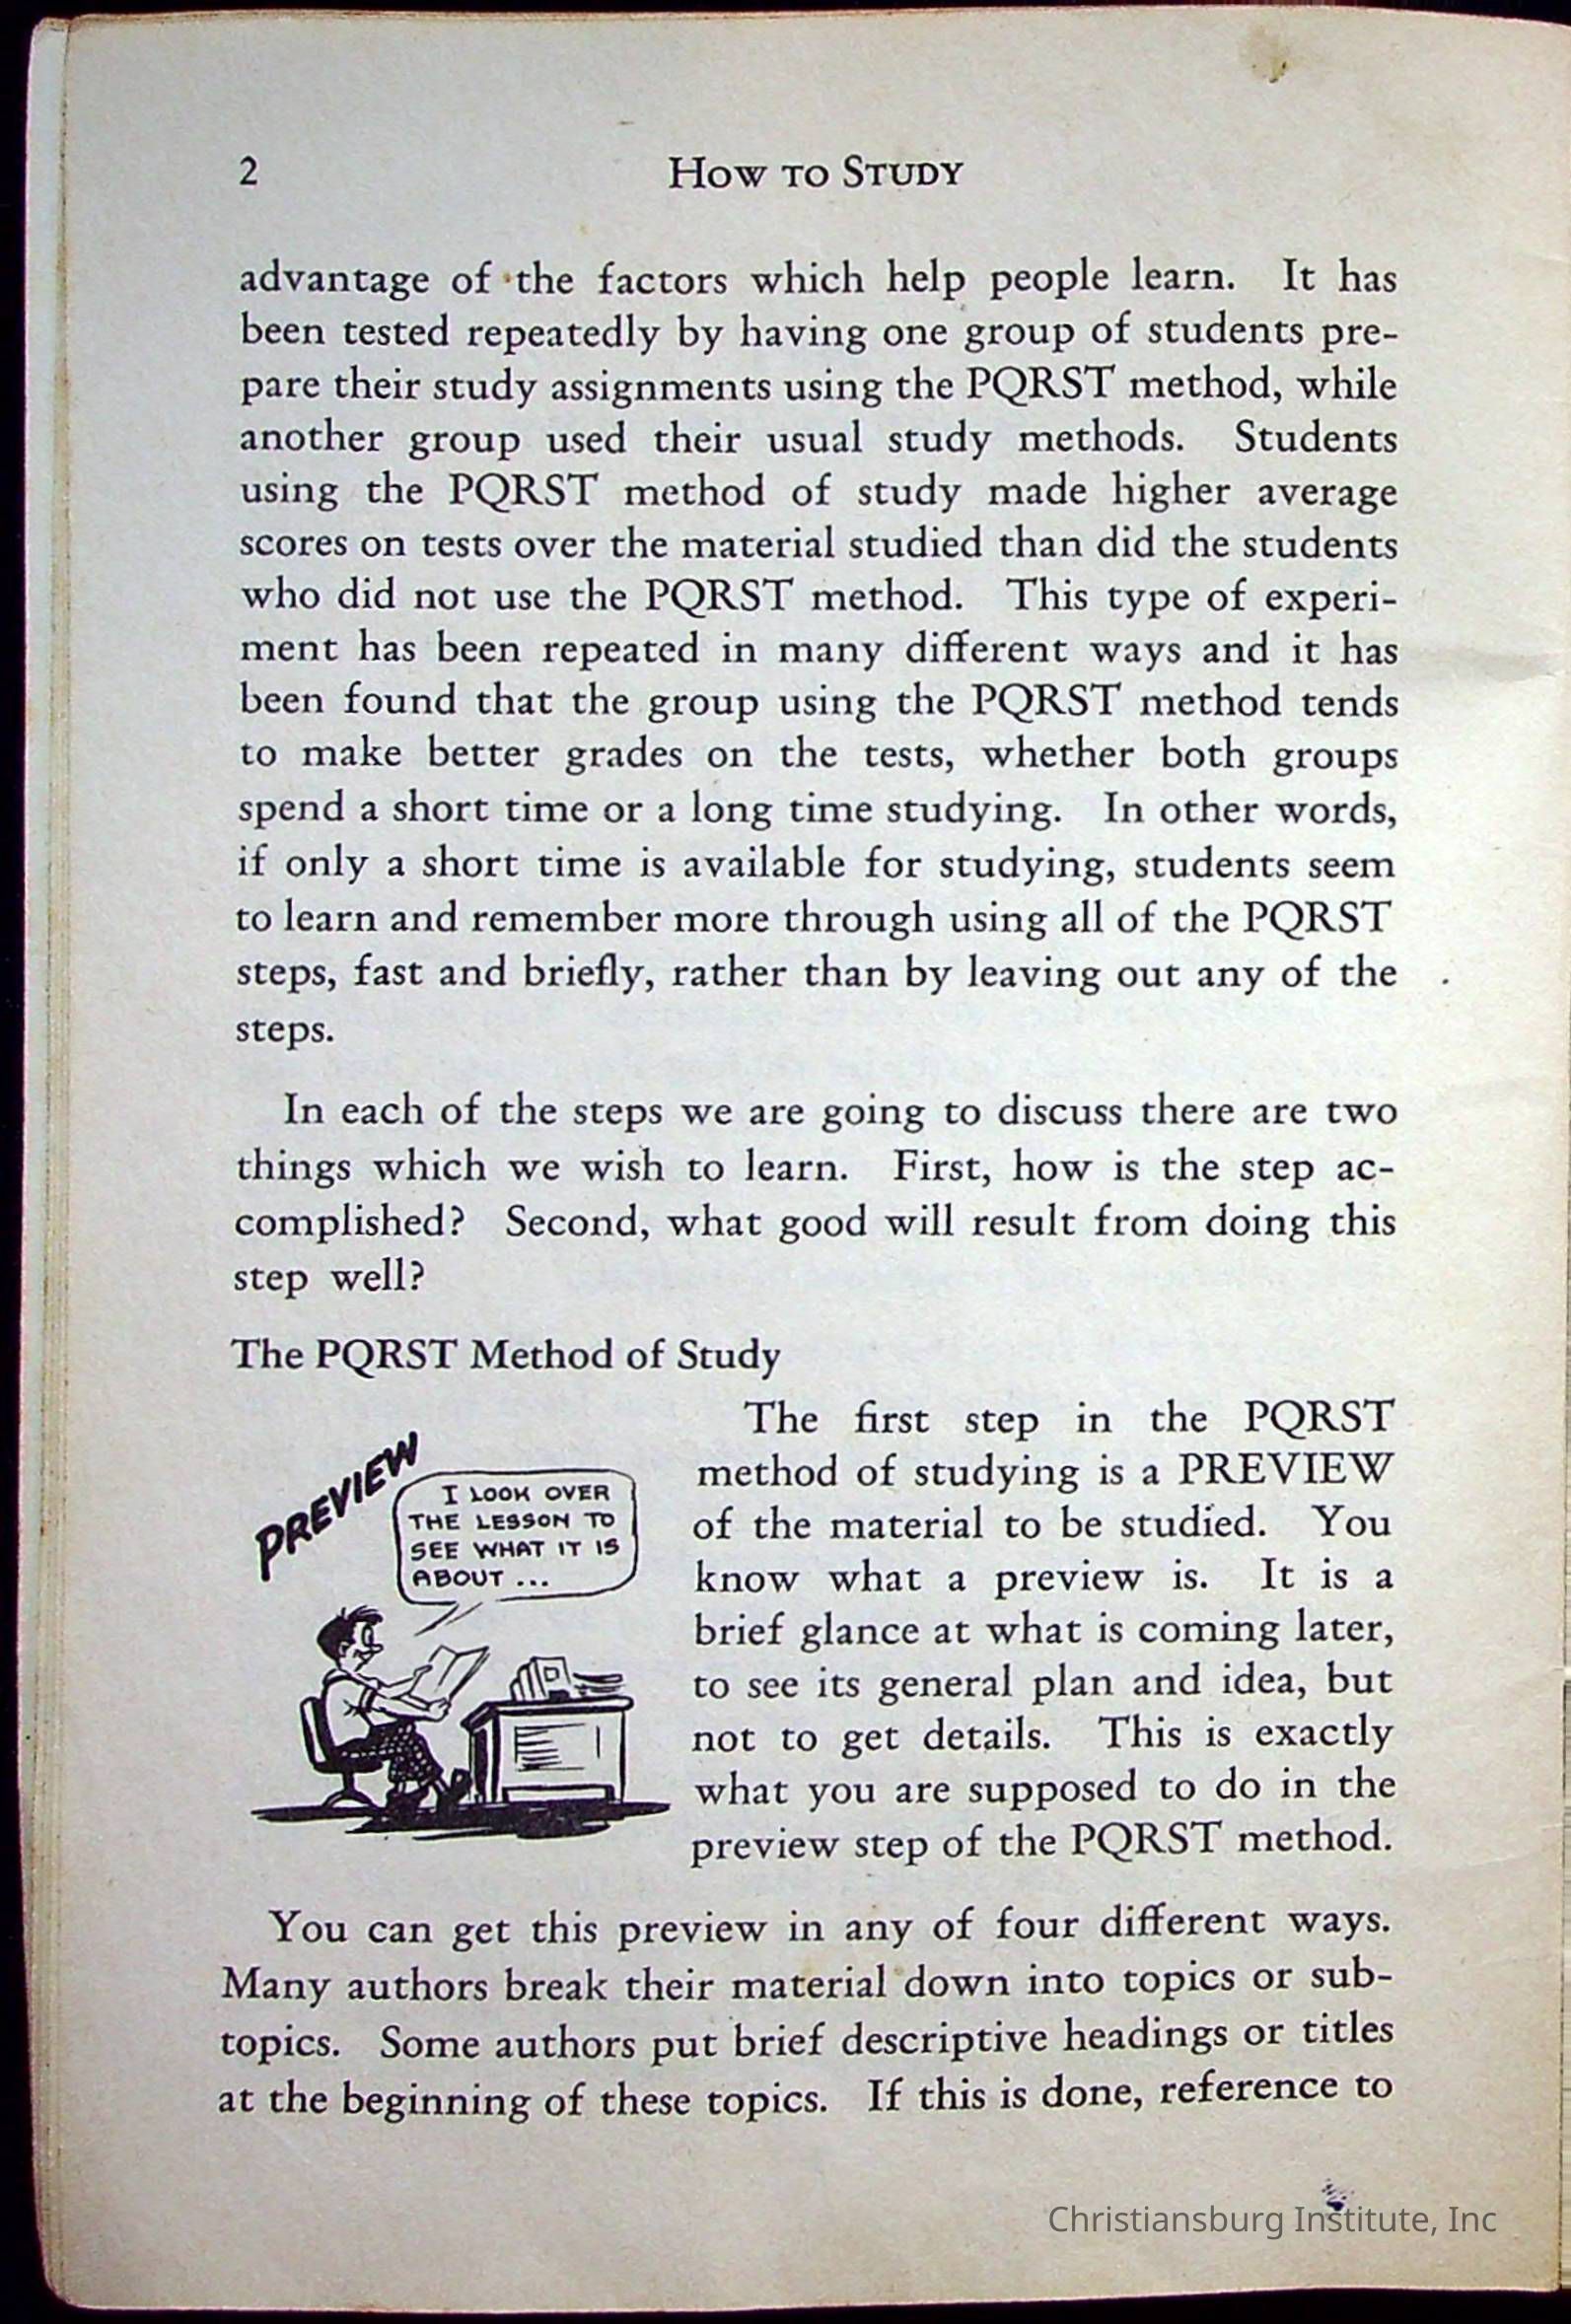 2
How to Study
advantage of the factors which help people learn. It has
been tested repeatedly by having one group of students pre-
pare their study assignments using the PQRST method, while
another group used their usual study methods. Students
using the PQRST method of study made higher average
scores on tests over the material studied than did the students
who did not use the PQRST method. This type of experi-
ment has been repeated in many different ways and it has
been found that the group using the PQRST method tends
to make better grades on the tests, whether both groups
spend a short time or a long time studying. In other words,
if only a short time is available for studying, students seem
to learn and remember more through using all of the PQRST
steps, fast and briefly, rather than by leaving out any of the
steps.
In each of the steps we are going to discuss there are two
things which we wish to learn. First, how is the step ac-
complished? Second, what good will result from doing this
step well?
The PQRST Method of Study
PREVIEW
I LOOK OVER
THE LESSON TO
SEE WHAT IT IS
ABOUT ...
The first step in the PQRST
method of studying is a PREVIEW
of the material to be studied. You
know what a preview is. It is a
brief glance at what is coming later,
to see its general plan and idea, but
not to get details. This is exactly
what you are supposed to do in the
preview step of the PQRST method.
You can get this preview in any of four different ways.
Many authors break their material down into topics or sub-
topics. Some authors put brief descriptive headings or titles
at the beginning of these topics. If this is done, reference to
Christiansburg Institute, Inc